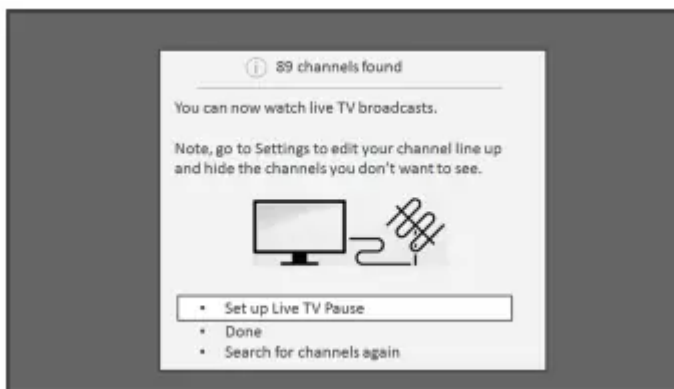 89 channels found
You can now watch live TV broadcasts.
Note, go to Settings to edit your channel line up
and hide the channels you don't want to see.
• Set up Live TV Pause
• Done
• Search for channels again